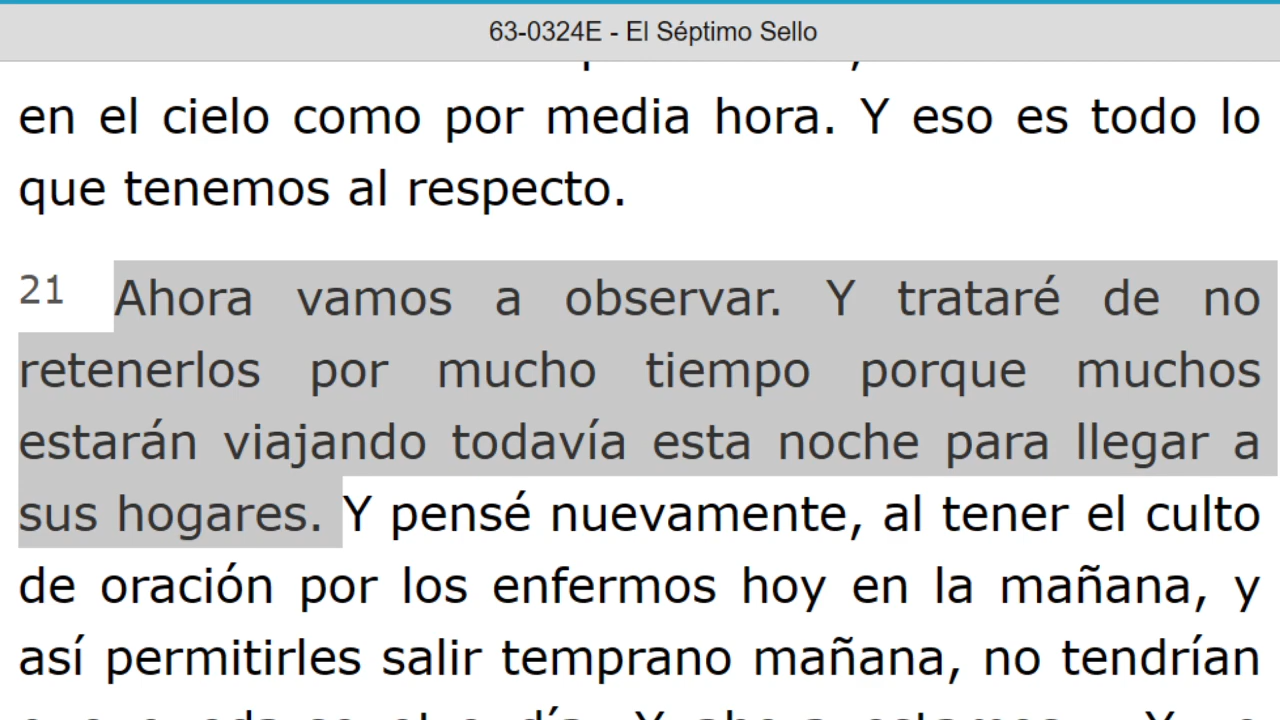 63-0324E - El Séptimo Sello
en el cielo como por media hora. Y eso es todo lo
que tenemos al respecto.
21 Ahora vamos a observar. Y trataré de no
retenerlos por mucho tiempo porque muchos
estarán viajando todavía esta noche para llegar a
sus hogares. Y pensé nuevamente, al tener el culto
de oración por los enfermos hoy en la mañana, y
así permitirles salir temprano mañana, no tendrían